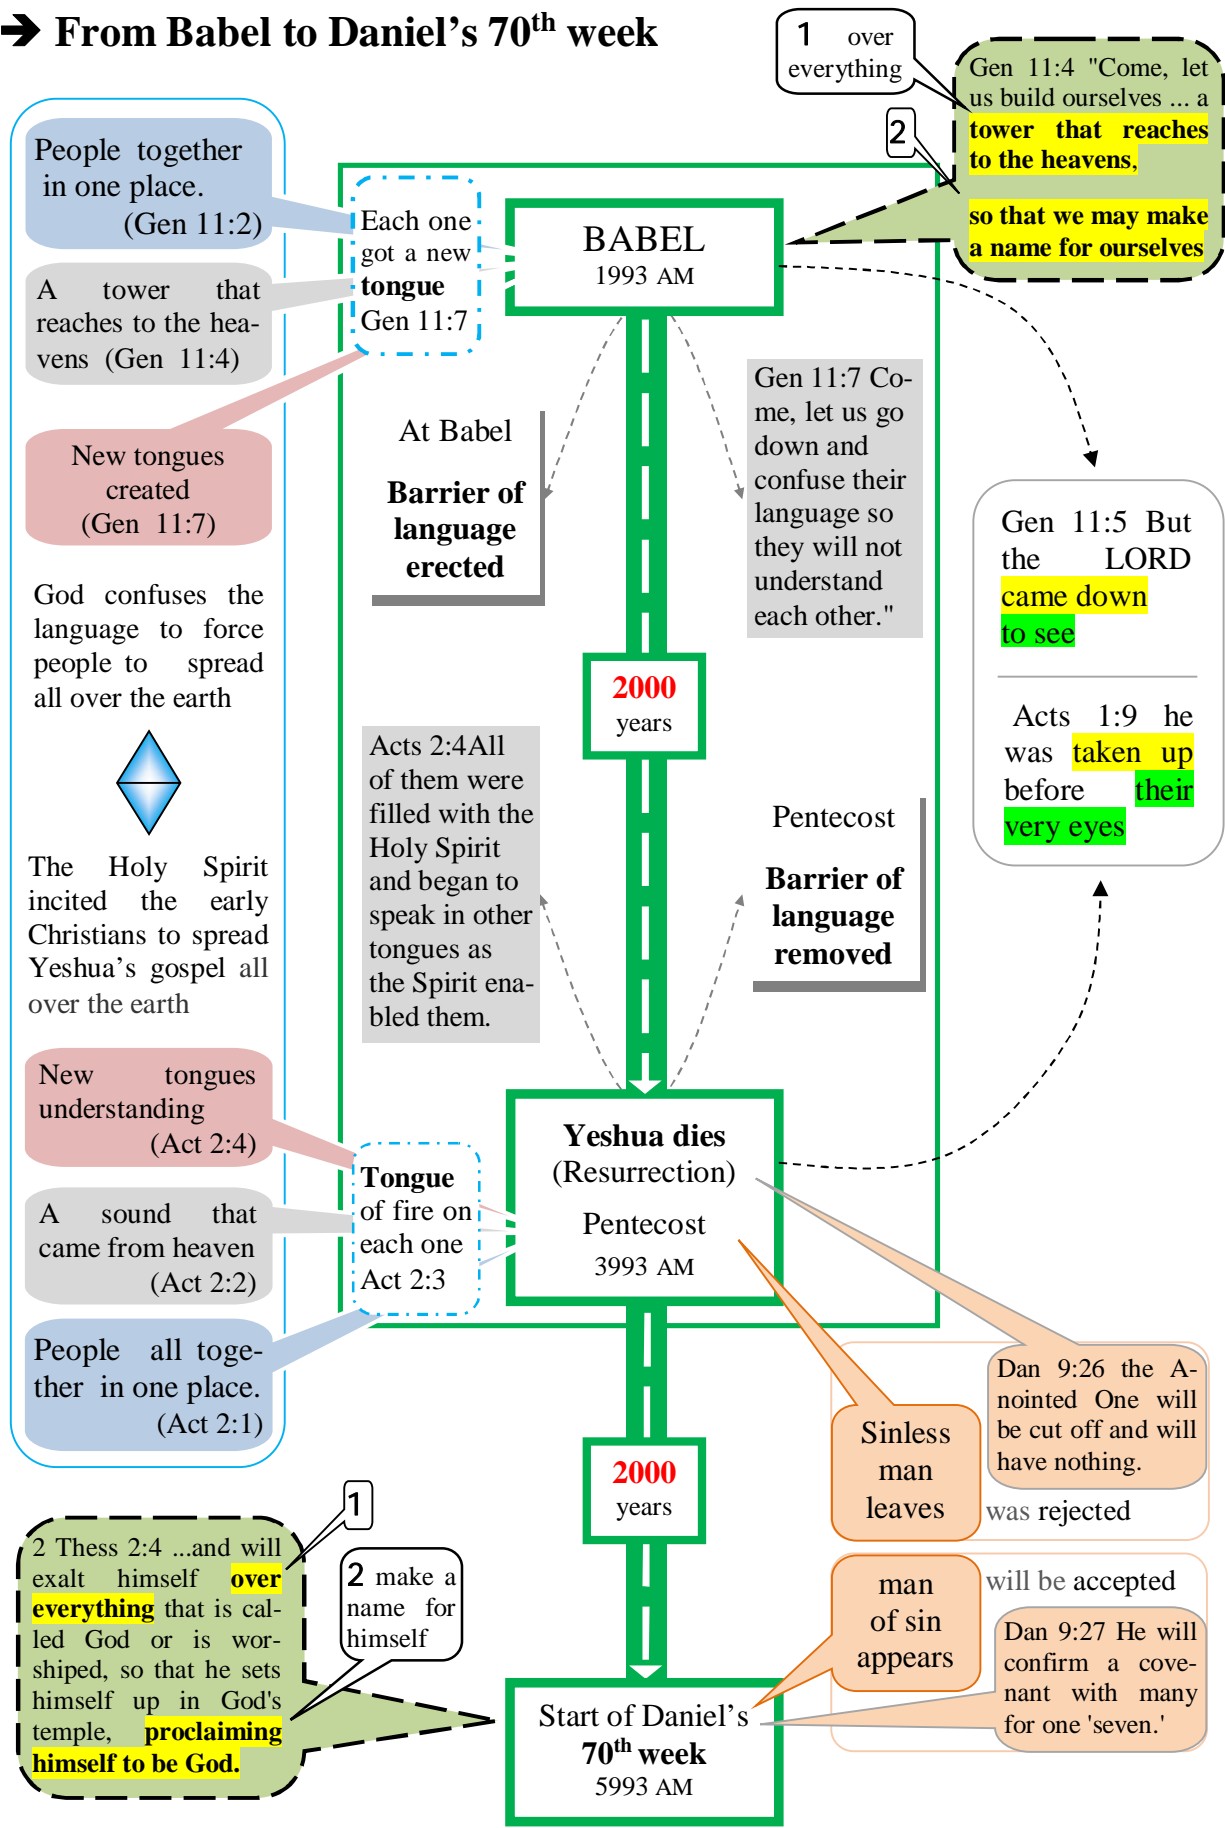 ➔ From Babel to Daniel's 70th week
1 over
everything
Gen 11:4 "Come, let
us build ourselves ... a
tower that reaches
to the heavens,
so that we may make
a name for ourselves
2
People together
in one place.
(Gen 11:2)
A tower that
reaches to the hea-
vens (Gen 11:4)
New tongues
created
(Gen 11:7)
Each one
got a new
tongue
Gen 11:7
BABEL
1993 AM
At Babel
Barrier of
language
erected
Gen 11:7 Co-
me, let us go
down and
confuse their
language so
they will not
understand
each other."
Gen 11:5 But
the LORD
came down
to see
Acts 1:9 he
was taken up
before their
very eyes
God confuses the
language to force
people to spread
all over the earth
The Holy Spirit
incited the early
Christians to spread
Yeshua's gospel all
over the earth
2000
years
Acts 2:4All
of them were
filled with the
Holy Spirit
and began to
speak in other
tongues as
the Spirit ena-
bled them.
Pentecost
Barrier of
language
removed
New tongues
understanding
(Act 2:4)
A sound that
came from heaven
(Act 2:2)
People all toge-
ther in one place.
(Act 2:1)
Tongue
of fire on
each one
Act 2:3
Yeshua dies
(Resurrection)
Pentecost
3993 AM
Dan 9:26 the A-
nointed One will
be cut off and will
have nothing.
Sinless
man
leaves
was rejected
2000
years
man
of sin
appears
will be accepted
Dan 9:27 He will
confirm a cove-
nant with many
for one 'seven.'
1
2 make a
name for
himself
2 Thess 2:4 ...and will
exalt himself over
everything that is cal-
led God or is wor-
shiped, so that he sets
himself up in God's
temple, proclaiming
himself to be God.
Start of Daniel's
70th week
5993 AM